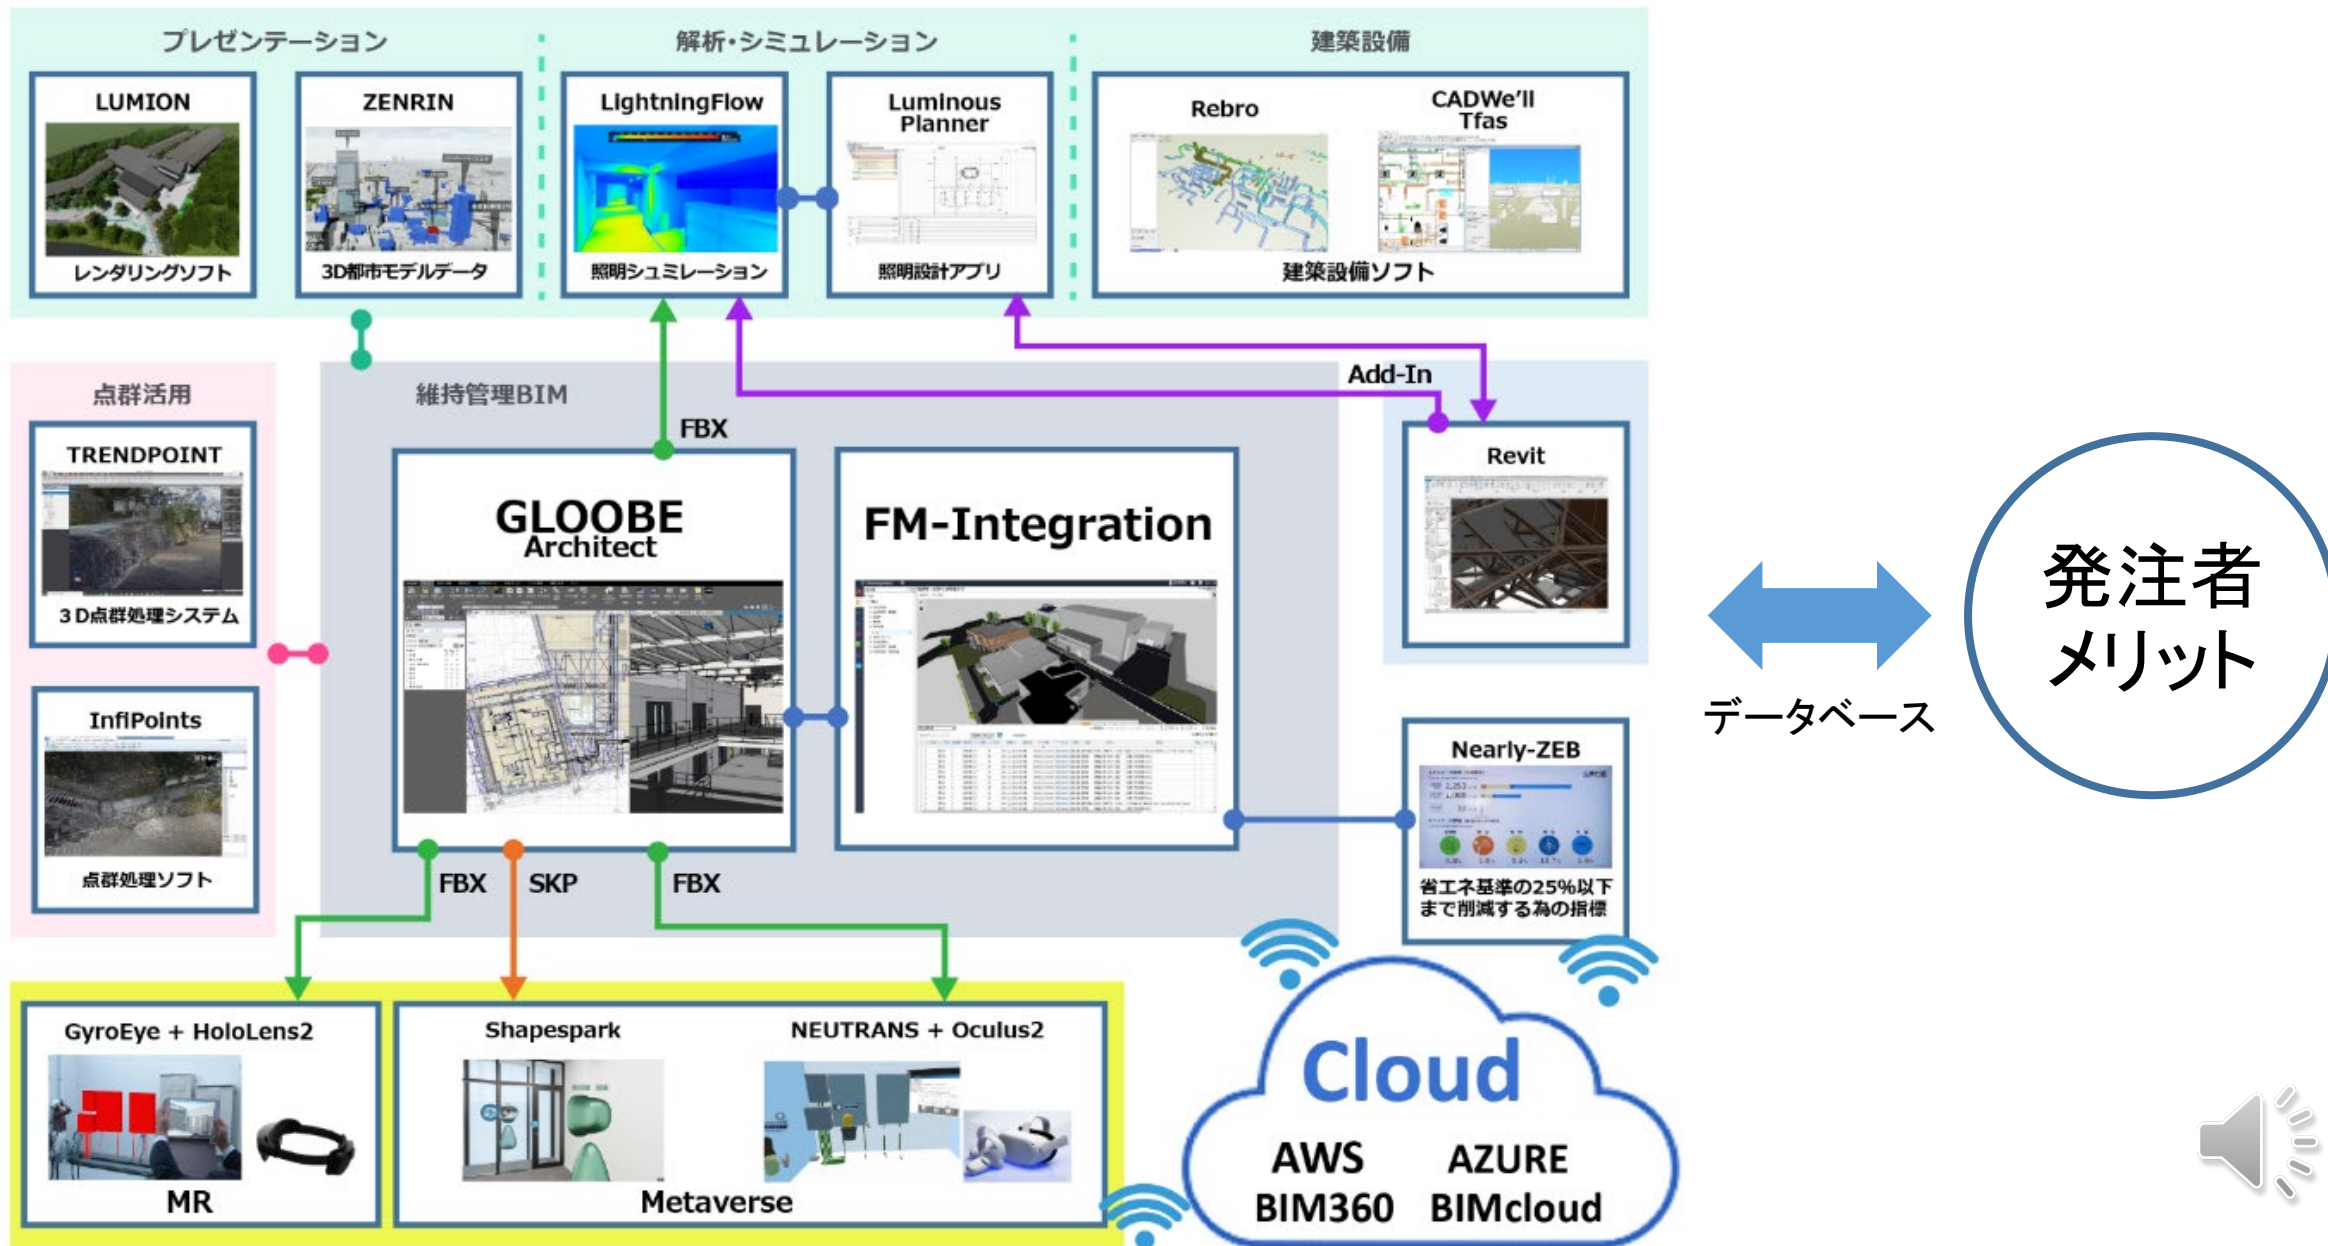 プレゼンテーション
解析・シミュレーション
建築設備
LUMION
レンダリングソフト
ZENRIN
3D都市モデルデータ
LightningFlow
照明シュミレーション
Luminous
Planner
照明設計アプリ
Rebro
CADWe'll
Tfas
建築設備ソフト
点群活用
TRENDPOINT
3D点群処理システム
InfiPoints
点群処理ソフト
維持管理BIM
FBX
Add-In
GLOOBE
Architect
FM-Integration
Revit
Nearly-ZEB
省エネ基準の25%以下
まで削減する為の指標
データベース
発注者
メリット
FBX
SKP
FBX
GyroEye + HoloLens2
MR
Shapespark
NEUTRANS + Oculus2
Metaverse
Cloud
AWS
AZURE
BIM360
BIMcloud